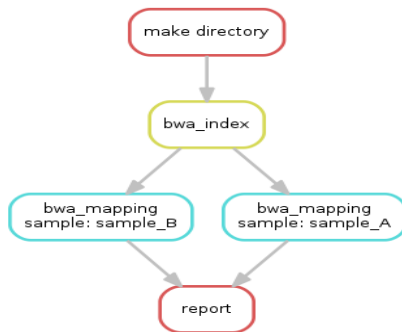 make directory
bwa_index
bwa_mapping
sample: sample_B
bwa_mapping
sample: sample_A
report